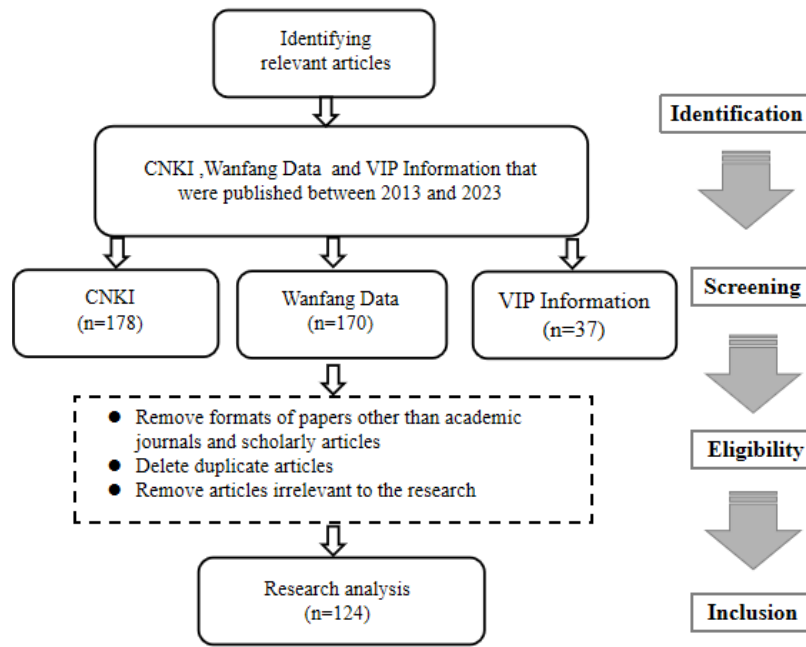 Identifying
relevant articles
Identification
CNKI ,Wanfang Data and VIP Information that
were published between 2013 and 2023
CNKI
(n=178)
Wanfang Data
(n=170)
VIP Information
(n=37)
Screening
● Remove formats of papers other than academic
journals and scholarly articles
● Delete duplicate articles
● Remove articles irrelevant to the research
Eligibility
Research analysis
(n=124)
Inclusion